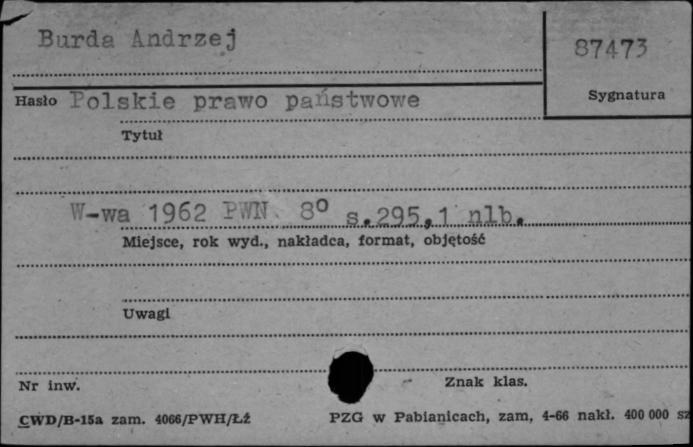 Burda Andrzej
87473
Sygnatura
Hasło Polskie prawo państwowe
Tytuł
W-wa 1962 PWN. 8° s.295,1 nlb.
Miejsce, rok wyd., nakładca, format, objętość
Uwagi
Nr inw.
Znak klas.
CWD/B-15a zam. 4066/PWH/Łź
PZG w Pabianicach, zam, 4-66 nakł. 400 000 sz